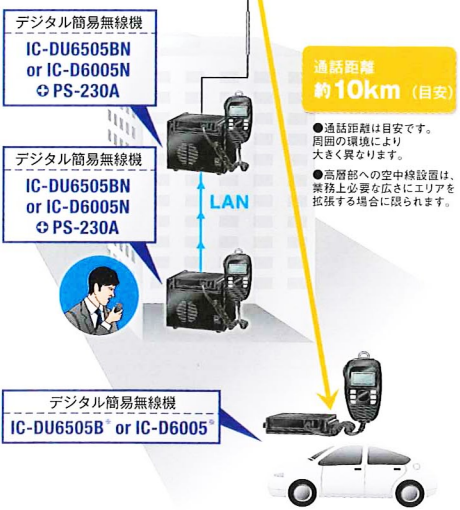 デジタル簡易無線機
IC-DU6505BN
or IC-D6005N
✚ PS-230A
通話距離
約10km（目安）
●通話距離は目安です。
周囲の環境により
大きく異なります。
●高層部への空中線設置は、
業務上必要な広さにエリアを
拡張する場合に限られます。
デジタル簡易無線機
IC-DU6505BN
or IC-D6005N
✚ PS-230A
LAN
デジタル簡易無線機
IC-DU6505B※ or IC-D6005※